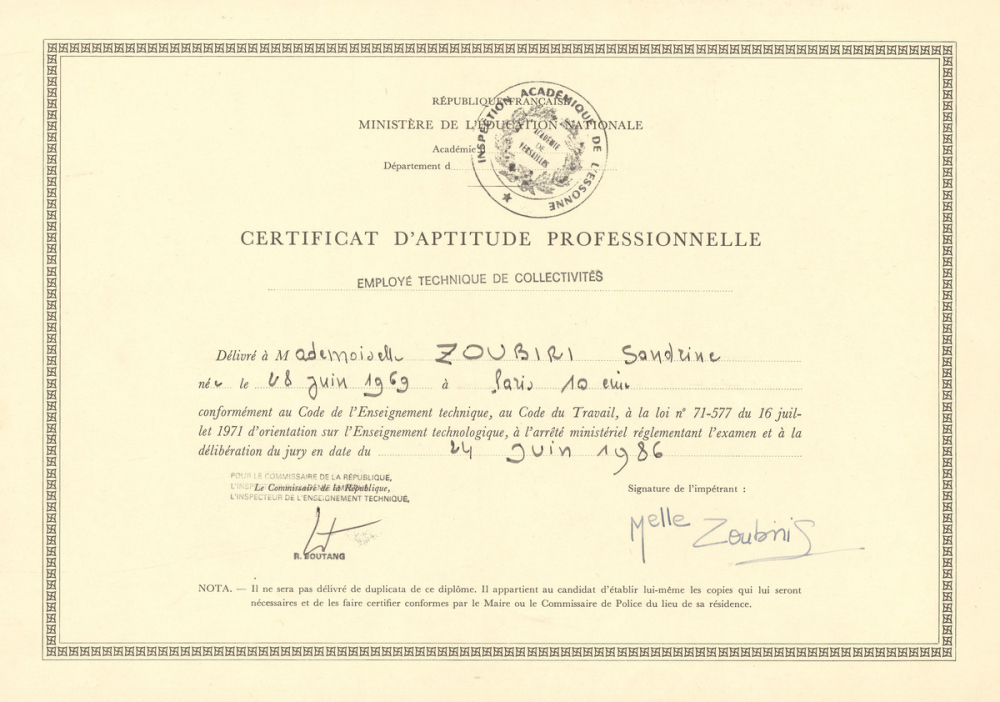 RÉPUBLIQUE FRANÇAISE
MINISTÈRE DE L'ÉDUCATION NATIONALE
Académie
Département d
INSPECTION ACADÉMIQUE DE L'ESSONNE
ACADÉMIE
DE
VERSAILLES
CERTIFICAT D'APTITUDE PROFESSIONNELLE
EMPLOYÉ TECHNIQUE DE COLLECTIVITÉS
Délivré à Mademoiselle ZOUBIRI Sandrine
née le 28 juin 1969 à Paris 10 eme
conformément au Code de l'Enseignement technique, au Code du Travail, à la loi n° 71-577 du 16 juil-
let 1971 d'orientation sur l'Enseignement technologique, à l'arrêté ministériel réglementant l'examen et à la
délibération du jury en date du 24 Juin 1986
POUR LE COMMISSAIRE DE LA RÉPUBLIQUE,
Le Commissaire de la République,
L'INSPECTEUR DE L'ENSEIGNEMENT TECHNIQUE,
R. BOUTANG
Signature de l'impétrant :
Melle Zoubiri S
NOTA. — Il ne sera pas délivré de duplicata de ce diplôme. Il appartient au candidat d'établir lui-même les copies qui lui seront
nécessaires et de les faire certifier conformes par le Maire ou le Commissaire de Police du lieu de sa résidence.